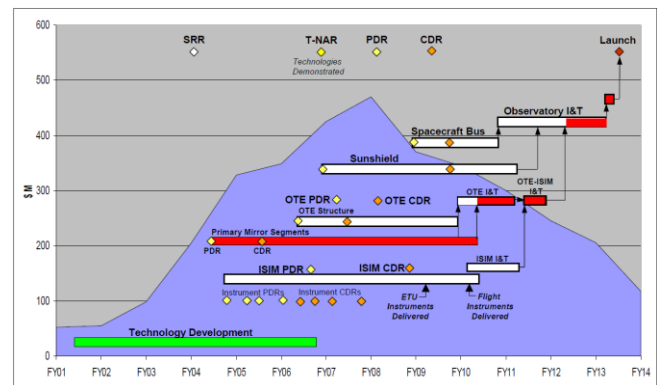 600
500
400
300
200
100
$0
$ M
SRR
T-NAR
Technologies
Demonstrated
PDR
CDR
Launch
Observatory I&T
Spacecraft Bus
Sunshield
OTE-ISIM
I&T
OTE PDR
OTE CDR
OTE I&T
OTE Structure
Primary Mirror Segments
PDR
CDR
ISIM PDR
ISIM CDR
ISIM I&T
Instrument PDRs
Instrument CDRs
ETU
Instruments
Delivered
Flight
Instruments
Delivered
Technology Development
FY01 FY02 FY03 FY04 FY05 FY06 FY07 FY08 FY09 FY10 FY11 FY12 FY13 FY14